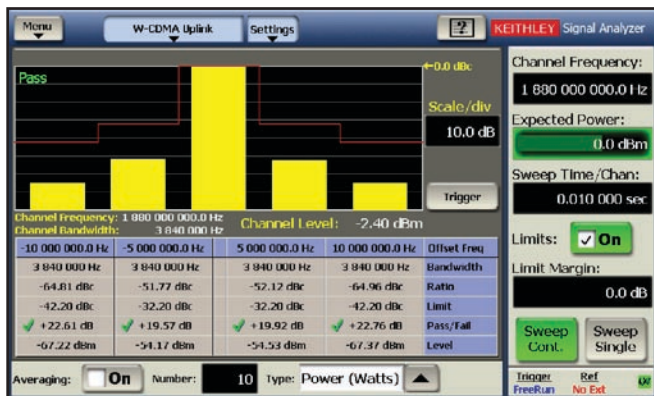 Menu
W-CDMA Uplink
Settings
?
KEITHLEY Signal Analyzer
Pass
0.0 dBc
Scale/div
10.0 dB
Trigger
Channel Frequency: 1 880 000 000.0 Hz
Channel Bandwidth: 3 840 000 Hz
Channel Level: -2.40 dBm
-10 000 000.0 Hz -5 000 000.0 Hz 5 000 000.0 Hz 10 000 000.0 Hz Offset Freq
3 840 000 Hz 3 840 000 Hz 3 840 000 Hz 3 840 000 Hz Bandwidth
-64.81 dBc -51.77 dBc -52.12 dBc -64.96 dBc Ratio
-42.20 dBc -32.20 dBc -32.20 dBc -42.20 dBc Limit
+22.61 dB +19.57 dB +19.92 dB +22.76 dB Pass/Fail
-67.22 dBm -54.17 dBm -54.53 dBm -67.37 dBm Level
Averaging: On Number: 10 Type: Power (Watts)
Channel Frequency:
1 880 000 000.0 Hz
Expected Power:
0.0 dBm
Sweep Time/Chan:
0.010 000 sec
Limits: On
Limit Margin:
0.0 dB
Sweep Cont.
Sweep Single
Trigger Ref
FreeRun No Ext